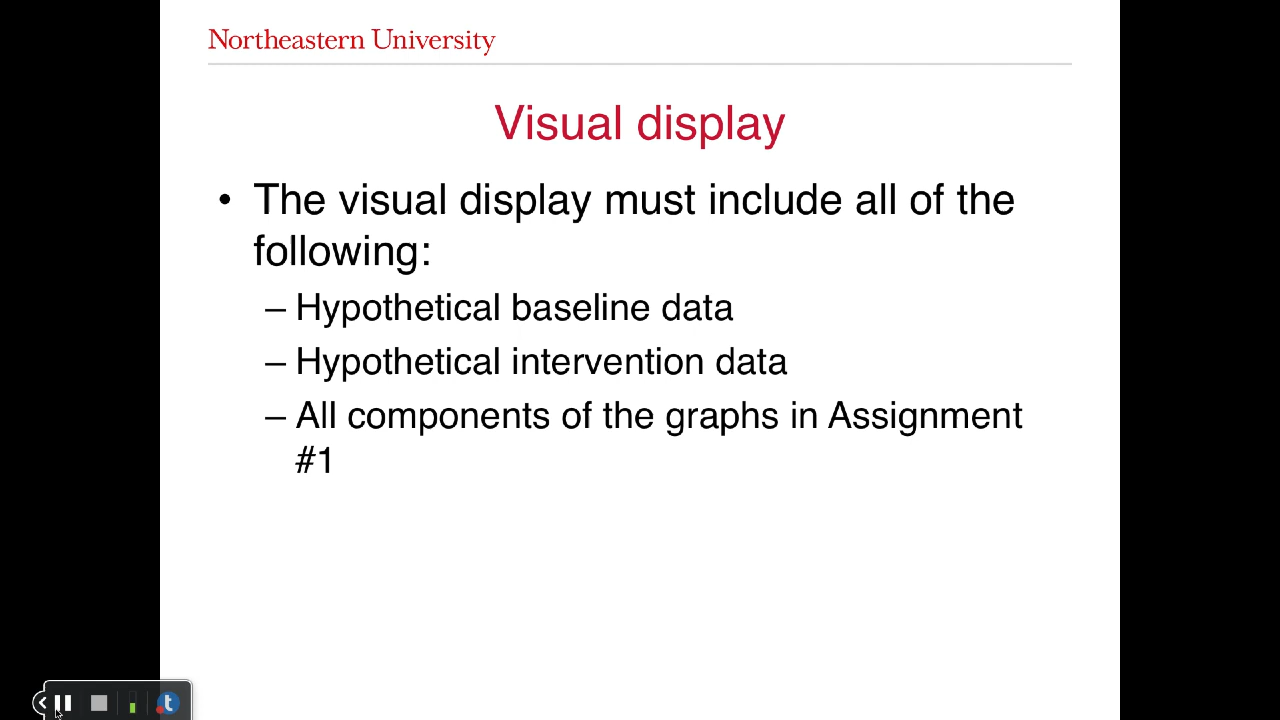 Northeastern University
Visual display
• The visual display must include all of the
following:
– Hypothetical baseline data
– Hypothetical intervention data
– All components of the graphs in Assignment
#1
t